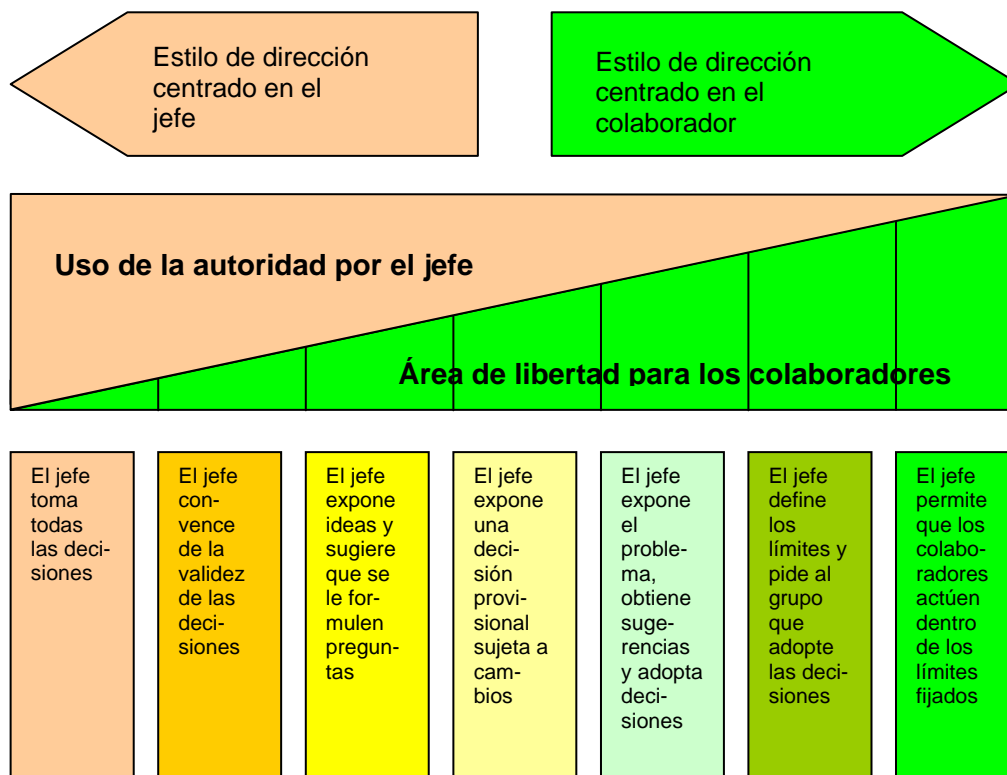 Estilo de dirección
centrado en el
jefe
Estilo de dirección
centrado en el
colaborador
Uso de la autoridad por el jefe
Área de libertad para los colaboradores
El jefe
toma
todas
las deci-
siones
El jefe
con-
vence
de la
validez
de las
deci-
siones
El jefe
expone
ideas y
sugiere
que se
le for-
mulen
pregun-
tas
El jefe
expone
una
deci-
sión
provi-
sional
sujeta a
cam-
bios
El jefe
expone
el
proble-
ma,
obtiene
suge-
rencias
y adopta
deci-
siones
El jefe
define
los
límites y
pide al
grupo
que
adopte
las deci-
siones
El jefe
permite
que los
colabo-
radores
actúen
dentro
de los
límites
fijados